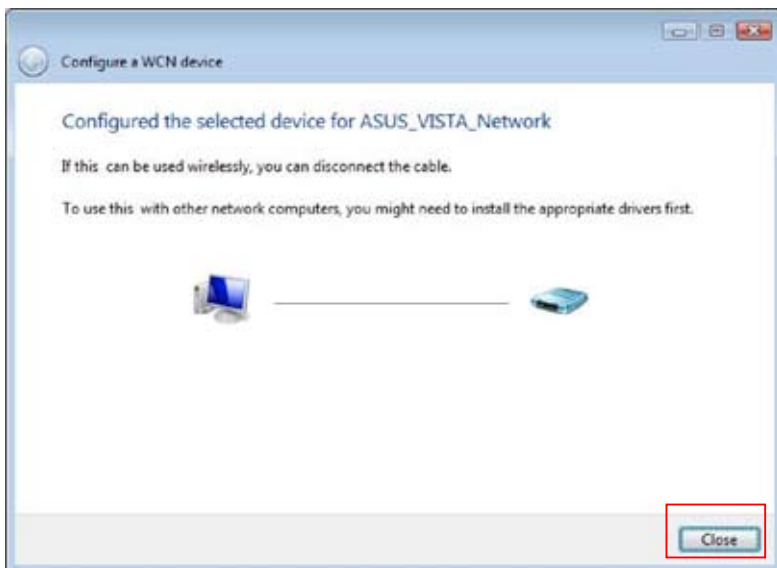 Configure a WCN device
Configured the selected device for ASUS_VISTA_Network
If this can be used wirelessly, you can disconnect the cable.
To use this with other network computers, you might need to install the appropriate drivers first.
Close